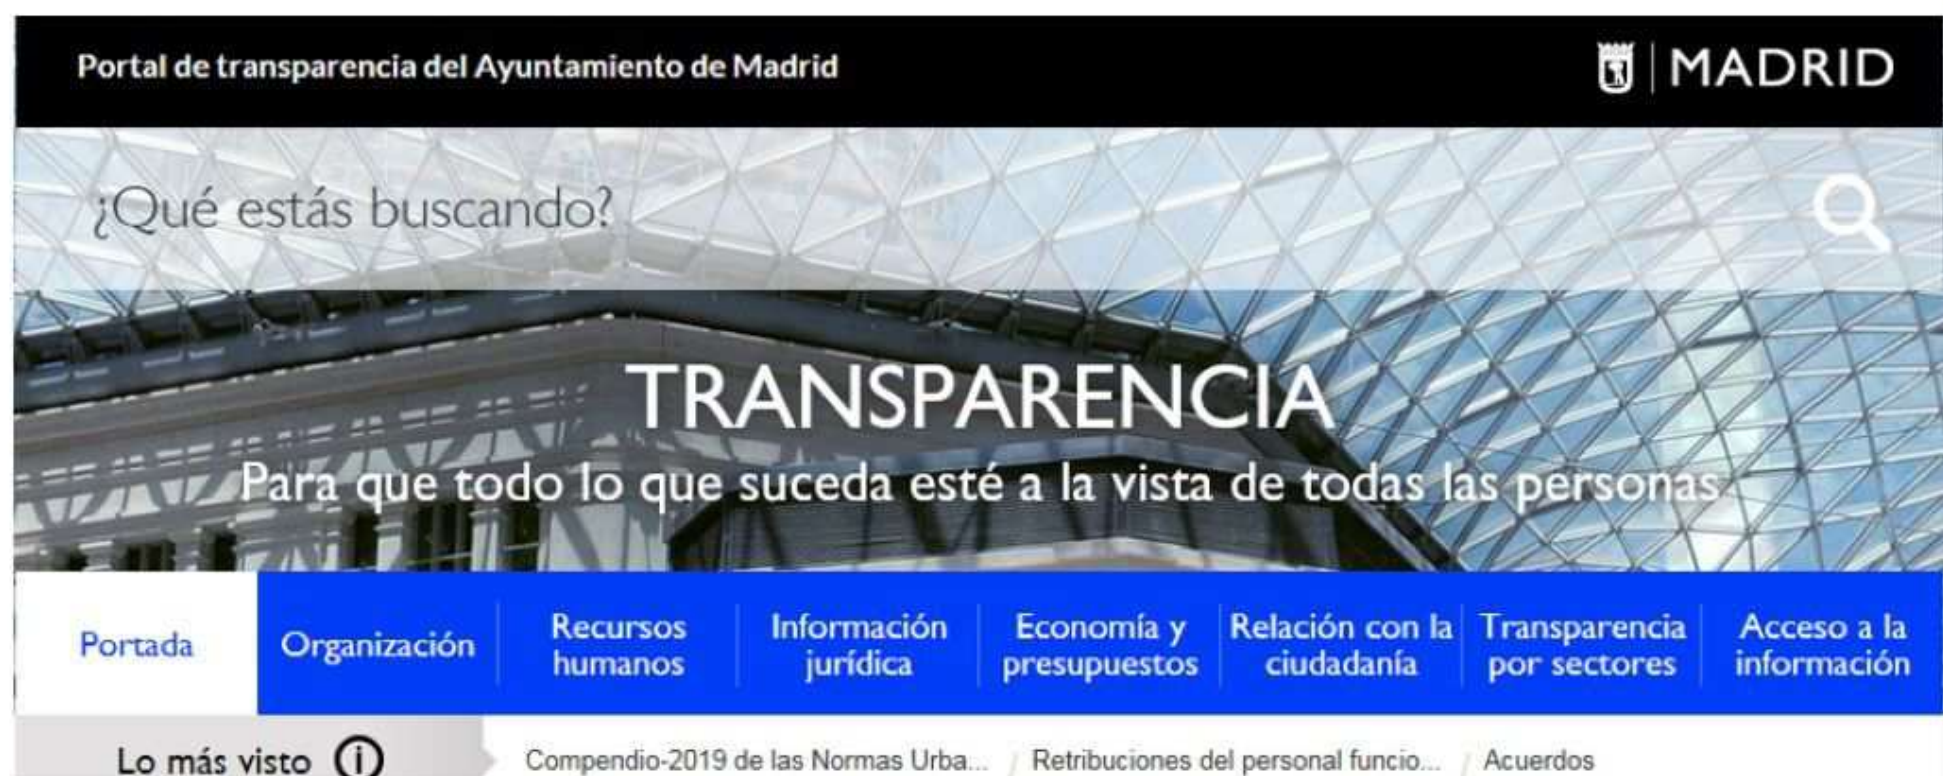 Portal de transparencia del Ayuntamiento de Madrid
MADRID
¿Qué estás buscando?
TRANSPARENCIA
Para que todo lo que suceda esté a la vista de todas las personas
Portada
Organización
Recursos
humanos
Información
jurídica
Economía y
presupuestos
Relación con la
ciudadanía
Transparencia
por sectores
Acceso a la
información
Lo más visto
Compendio-2019 de las Normas Urba... / Retribuciones del personal funcio... / Acuerdos